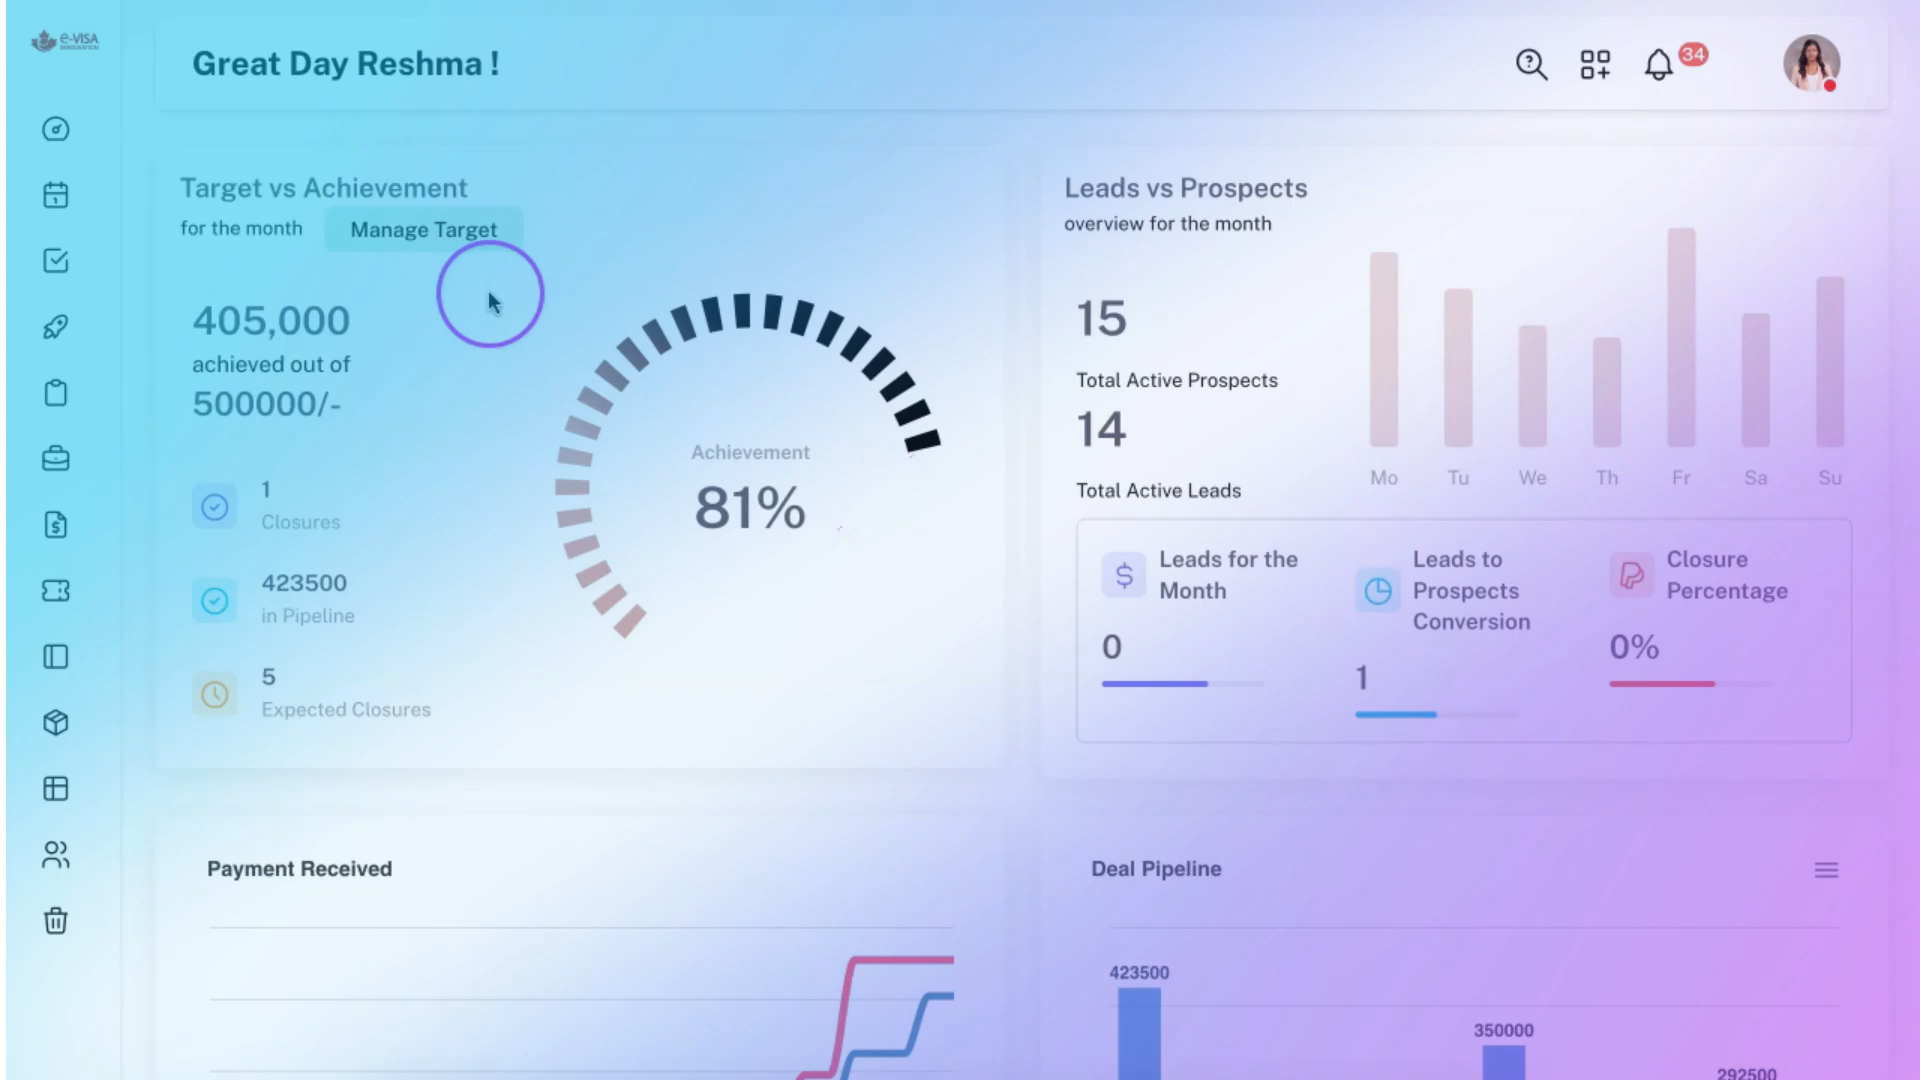 e-VISA
Great Day Reshma !
34
Target vs Achievement
for the month
Manage Target
405,000
achieved out of
500000/-
1
Closures
423500
in Pipeline
5
Expected Closures
Achievement
81%
Leads vs Prospects
overview for the month
15
Total Active Prospects
14
Total Active Leads
Mo Tu We Th Fr Sa Su
Leads for the
Month
0
Leads to
Prospects
Conversion
1
Closure
Percentage
0%
Payment Received
Deal Pipeline
423500
350000
292500